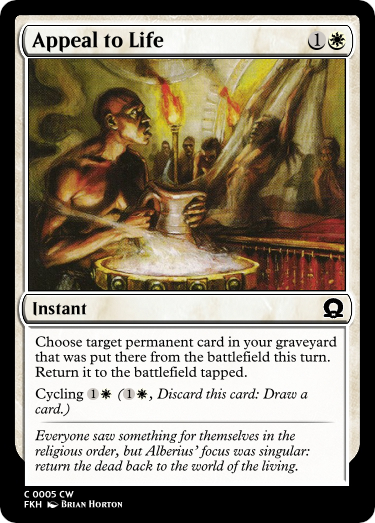 Appeal to Life 1
Instant
Choose target permanent card in your graveyard
that was put there from the battlefield this turn.
Return it to the battlefield tapped.
Cycling 1 (1, Discard this card: Draw a
card.)
Everyone saw something for themselves in the
religious order, but Alberius' focus was singular:
return the dead back to the world of the living.
C 0005 CW
FKH Brian Horton